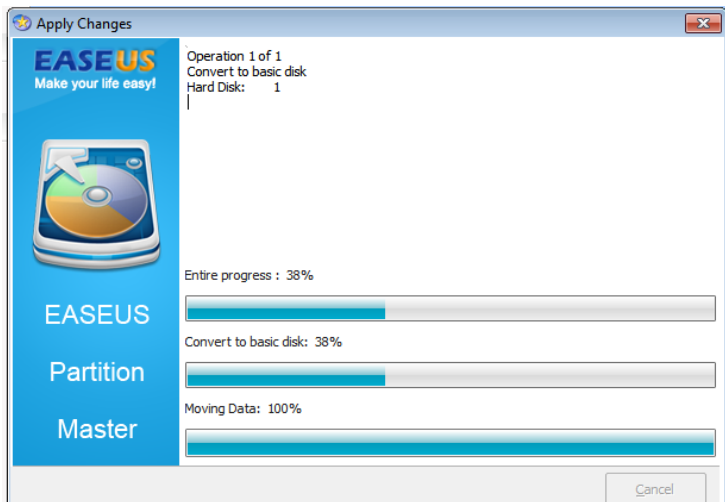 Apply Changes
EASEUS
Make your life easy!
Operation 1 of 1
Convert to basic disk
Hard Disk: 1
Entire progress : 38%
Convert to basic disk: 38%
Moving Data: 100%
EASEUS
Partition
Master
Cancel